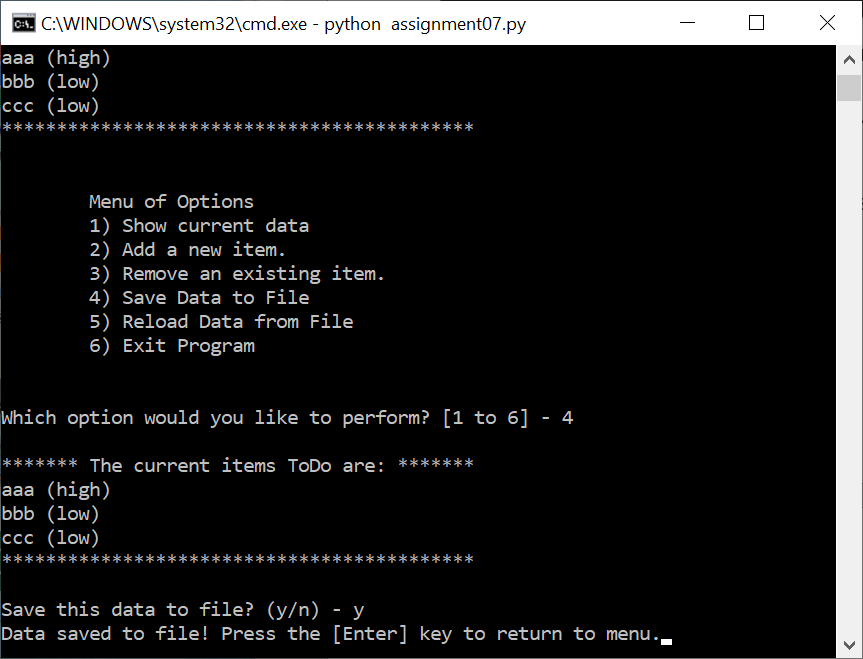 C:\WINDOWS\system32\cmd.exe - python  assignment07.py
aaa (high)
bbb (low)
ccc (low)
*******************************************
Menu of Options
1) Show current data
2) Add a new item.
3) Remove an existing item.
4) Save Data to File
5) Reload Data from File
6) Exit Program
Which option would you like to perform? [1 to 6] - 4
******* The current items ToDo are: *******
aaa (high)
bbb (low)
ccc (low)
*******************************************
Save this data to file? (y/n) - y
Data saved to file! Press the [Enter] key to return to menu.